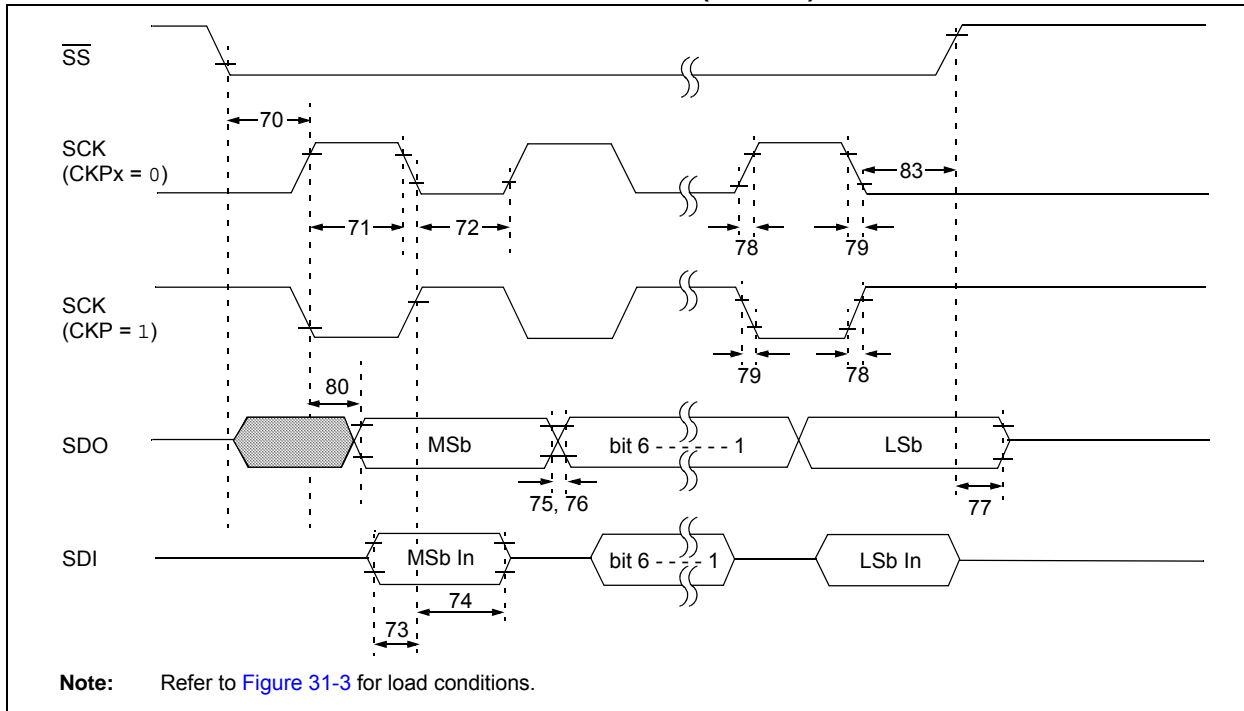 SS
70
SCK
(CKPx = 0)
83
71
72
78
79
SCK
(CKP = 1)
79
78
80
SDO
MSb
bit 6 - - - - - - 1
LSb
75, 76
77
SDI
MSb In
bit 6 - - - - 1
LSb In
74
73
Note: Refer to Figure 31-3 for load conditions.